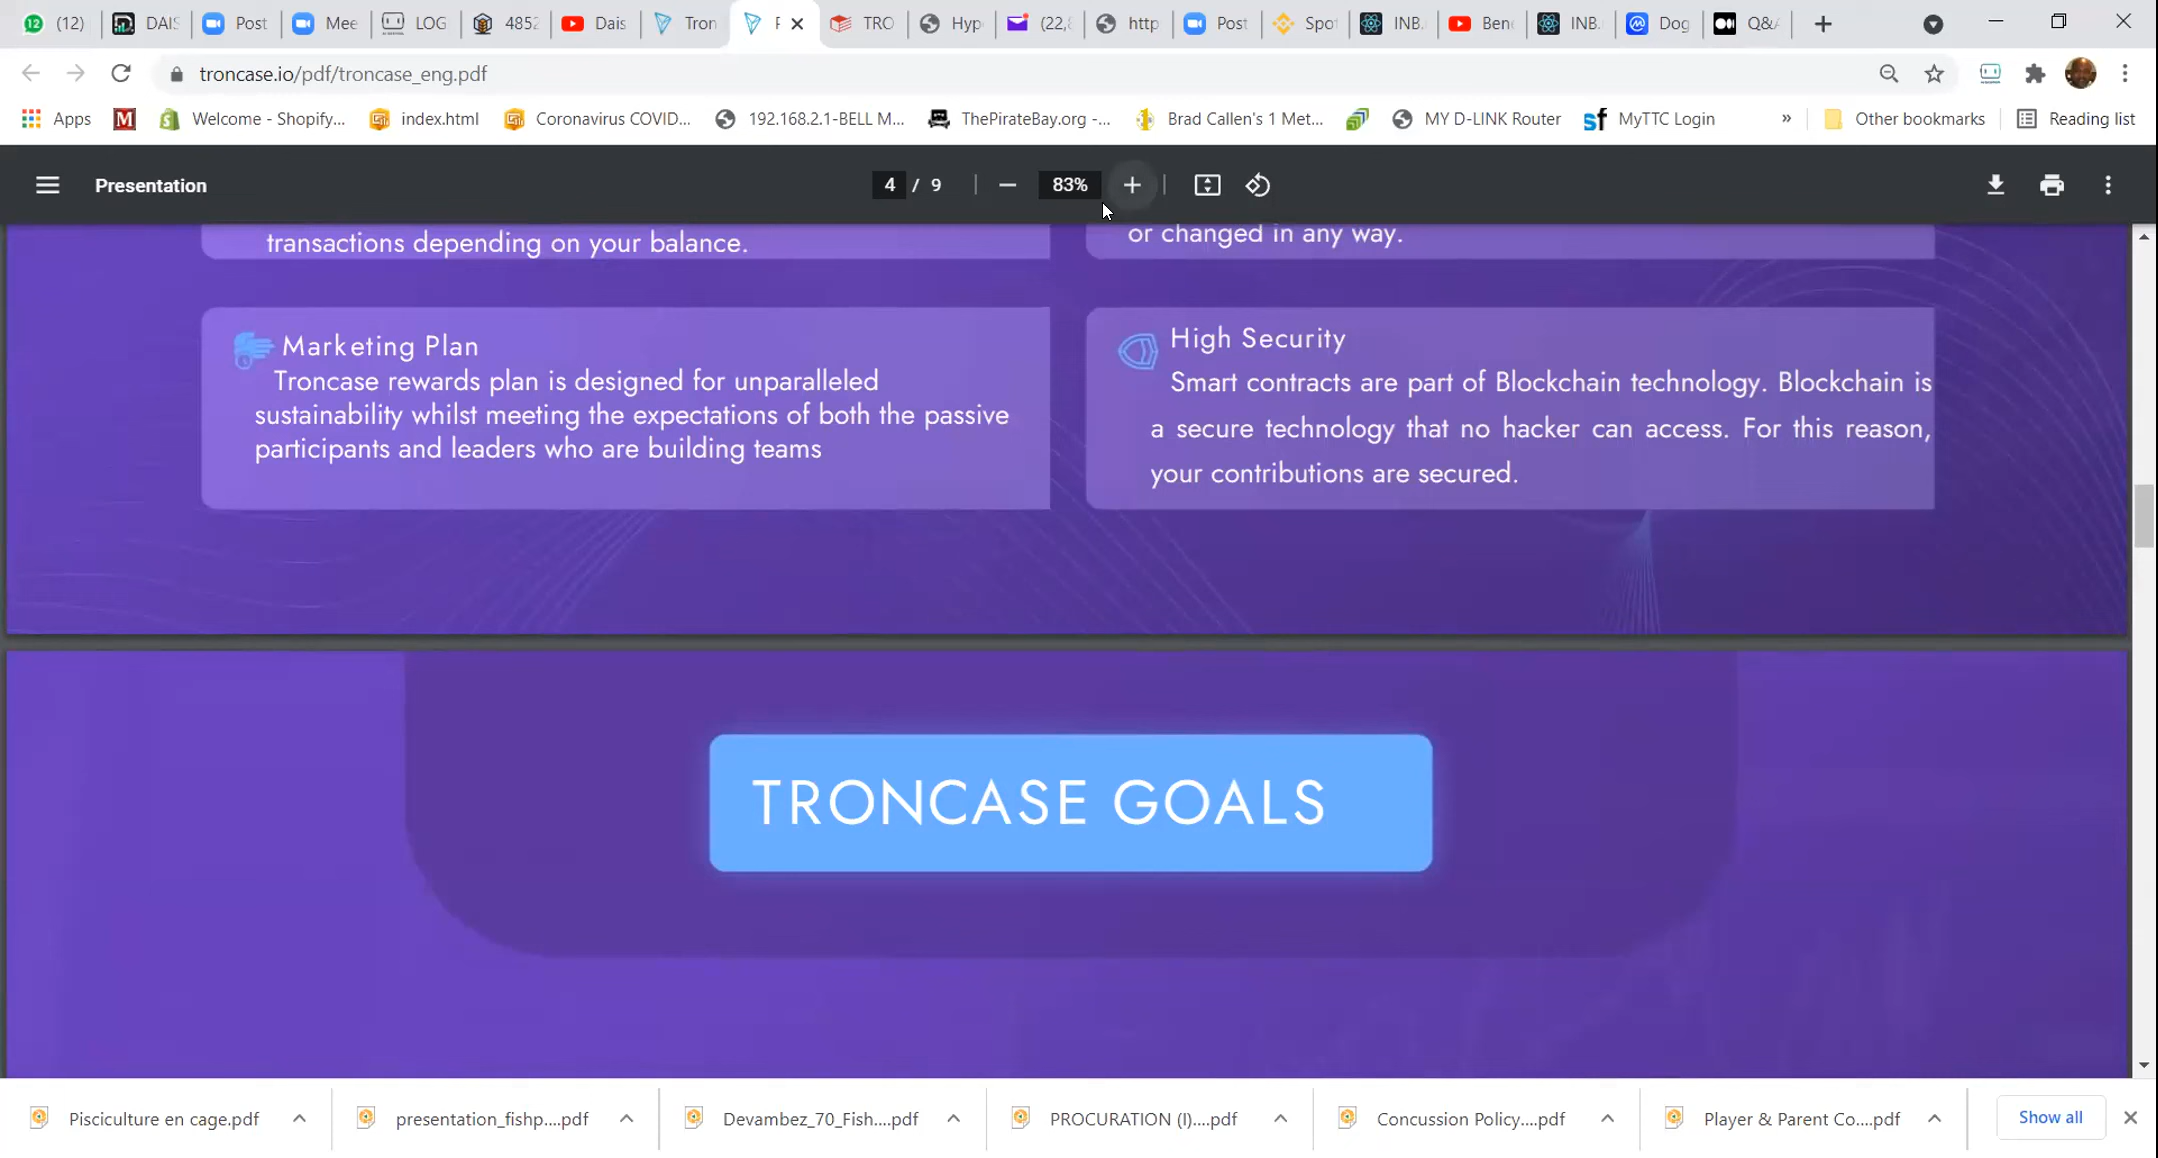 (12) DAIS Post Mee LOG 4852 Dais Tron TRO Hyp (22, http Post Spot INB. Ben INB. Dog Q&
troncase.io/pdf/troncase_eng.pdf
Apps Welcome - Shopify... index.html Coronavirus COVID... 192.168.2.1-BELL M... ThePirateBay.org -... Brad Callen's 1 Met... MY D-LINK Router MyTTC Login » Other bookmarks Reading list
Presentation 4 / 9 83%
transactions depending on your balance.
or changed in any way.
Marketing Plan
Troncase rewards plan is designed for unparalleled
sustainability whilst meeting the expectations of both the passive
participants and leaders who are building teams
High Security
Smart contracts are part of Blockchain technology. Blockchain is
a secure technology that no hacker can access. For this reason,
your contributions are secured.
TRONCASE GOALS
Pisciculture en cage.pdf presentation_fishp....pdf Devambez_70_Fish....pdf PROCURATION (I)....pdf Concussion Policy....pdf Player & Parent Co....pdf Show all